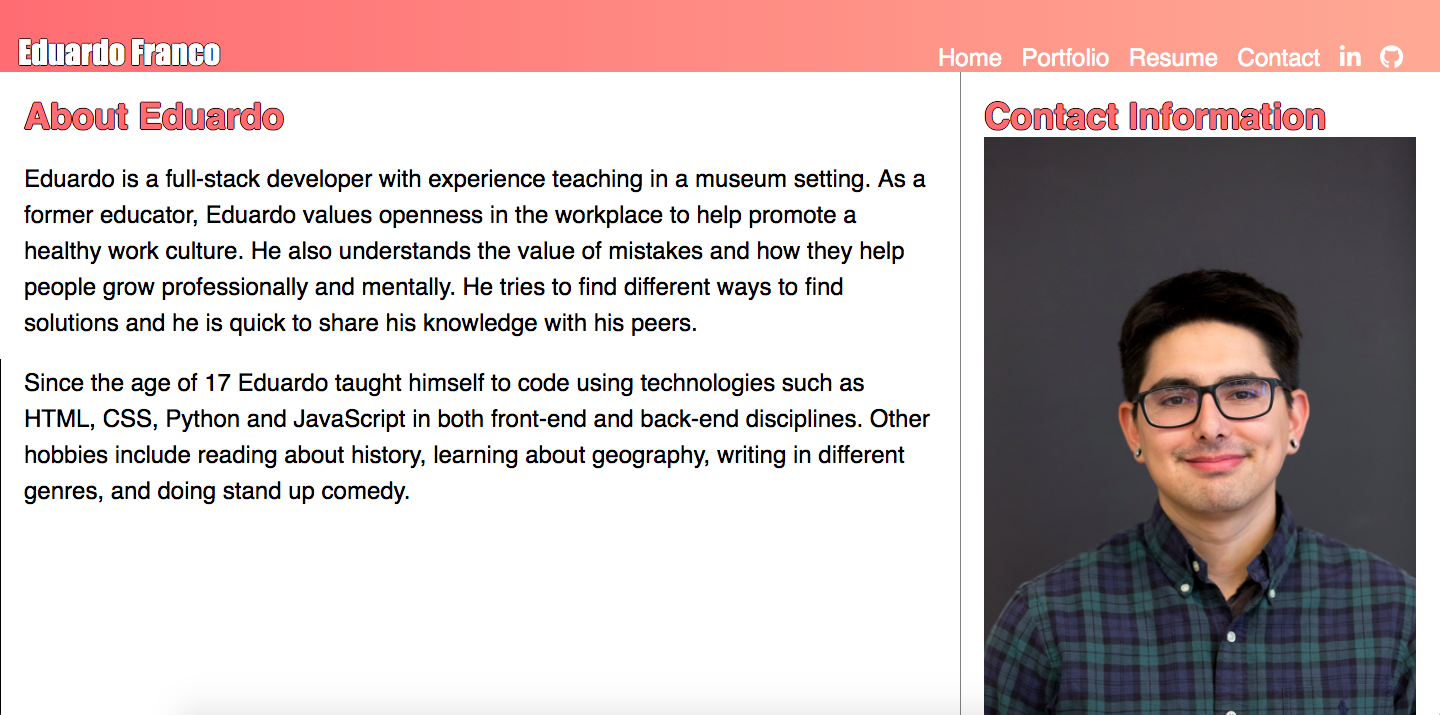 Eduardo Franco
Home Portfolio Resume Contact in
About Eduardo
Eduardo is a full-stack developer with experience teaching in a museum setting. As a
former educator, Eduardo values openness in the workplace to help promote a
healthy work culture. He also understands the value of mistakes and how they help
people grow professionally and mentally. He tries to find different ways to find
solutions and he is quick to share his knowledge with his peers.
Since the age of 17 Eduardo taught himself to code using technologies such as
HTML, CSS, Python and JavaScript in both front-end and back-end disciplines. Other
hobbies include reading about history, learning about geography, writing in different
genres, and doing stand up comedy.
Contact Information